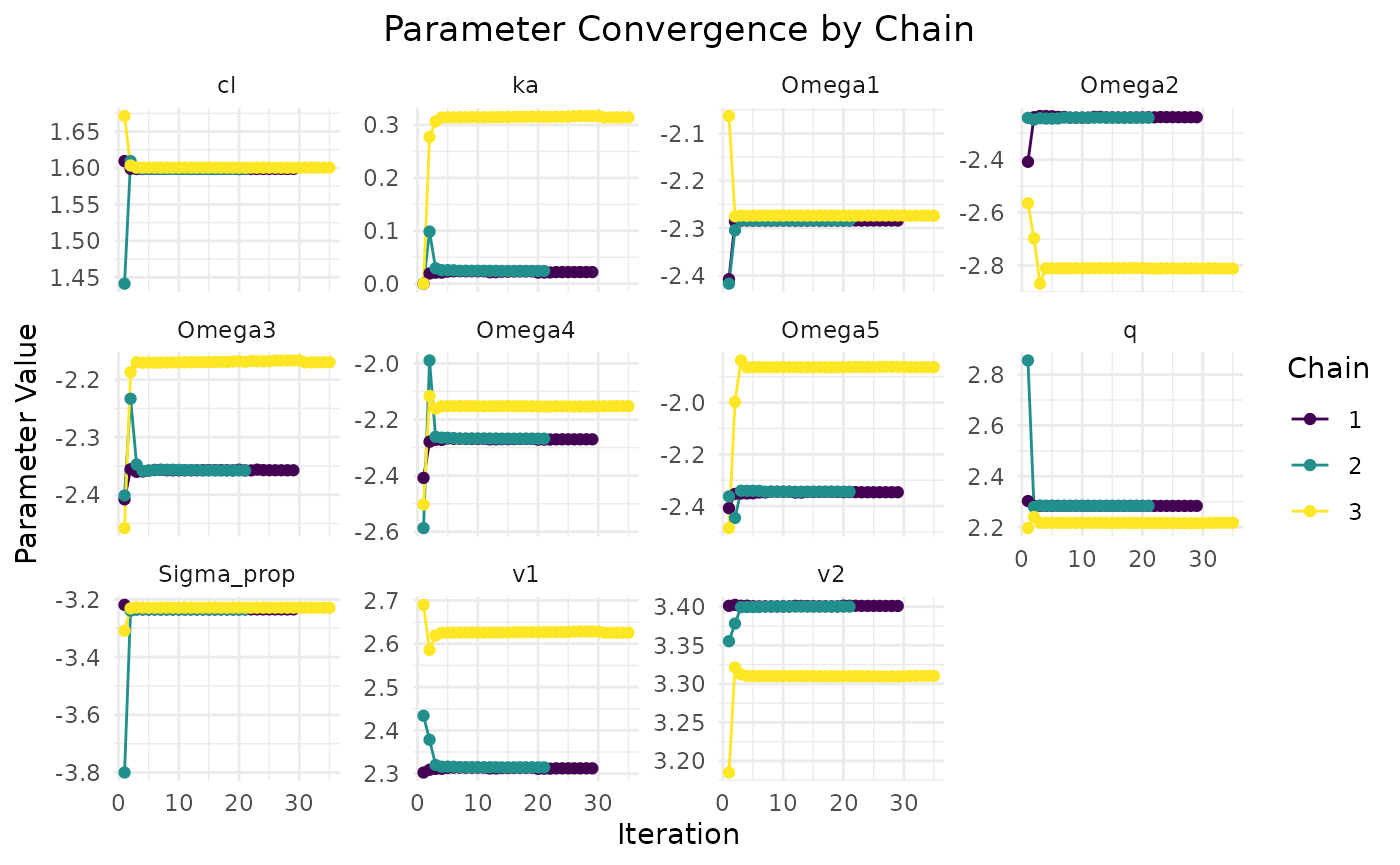 Parameter Convergence by Chain
cl
ka
Omega1
Omega2
1.65
1.60
1.55
1.50
1.45
0.3
0.2
0.1
0.0
-2.1
-2.2
-2.3
-2.4
-2.4
-2.6
-2.8
Omega3
Omega4
Omega5
q
-2.2
-2.3
-2.4
-2.0
-2.2
-2.4
-2.6
-2.0
-2.2
-2.4
2.8
2.6
2.4
2.2
0 10 20 30
Sigma_prop
v1
v2
-3.2
-3.4
-3.6
-3.8
0 10 20 30
2.7
2.6
2.5
2.4
2.3
0 10 20 30
3.40
3.35
3.30
3.25
3.20
0 10 20 30
Parameter Value
Iteration
Chain
1
2
3